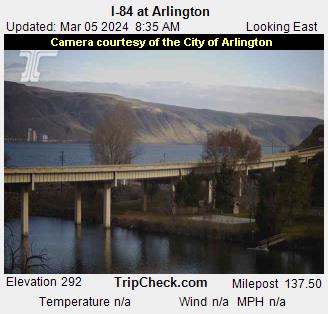 I-84 at Arlington
Updated: Mar 05 2024 8:35 AM Looking East
Camera courtesy of the City of Arlington
Elevation 292 TripCheck.com Milepost 137.50
Temperature n/a Wind n/a MPH n/a